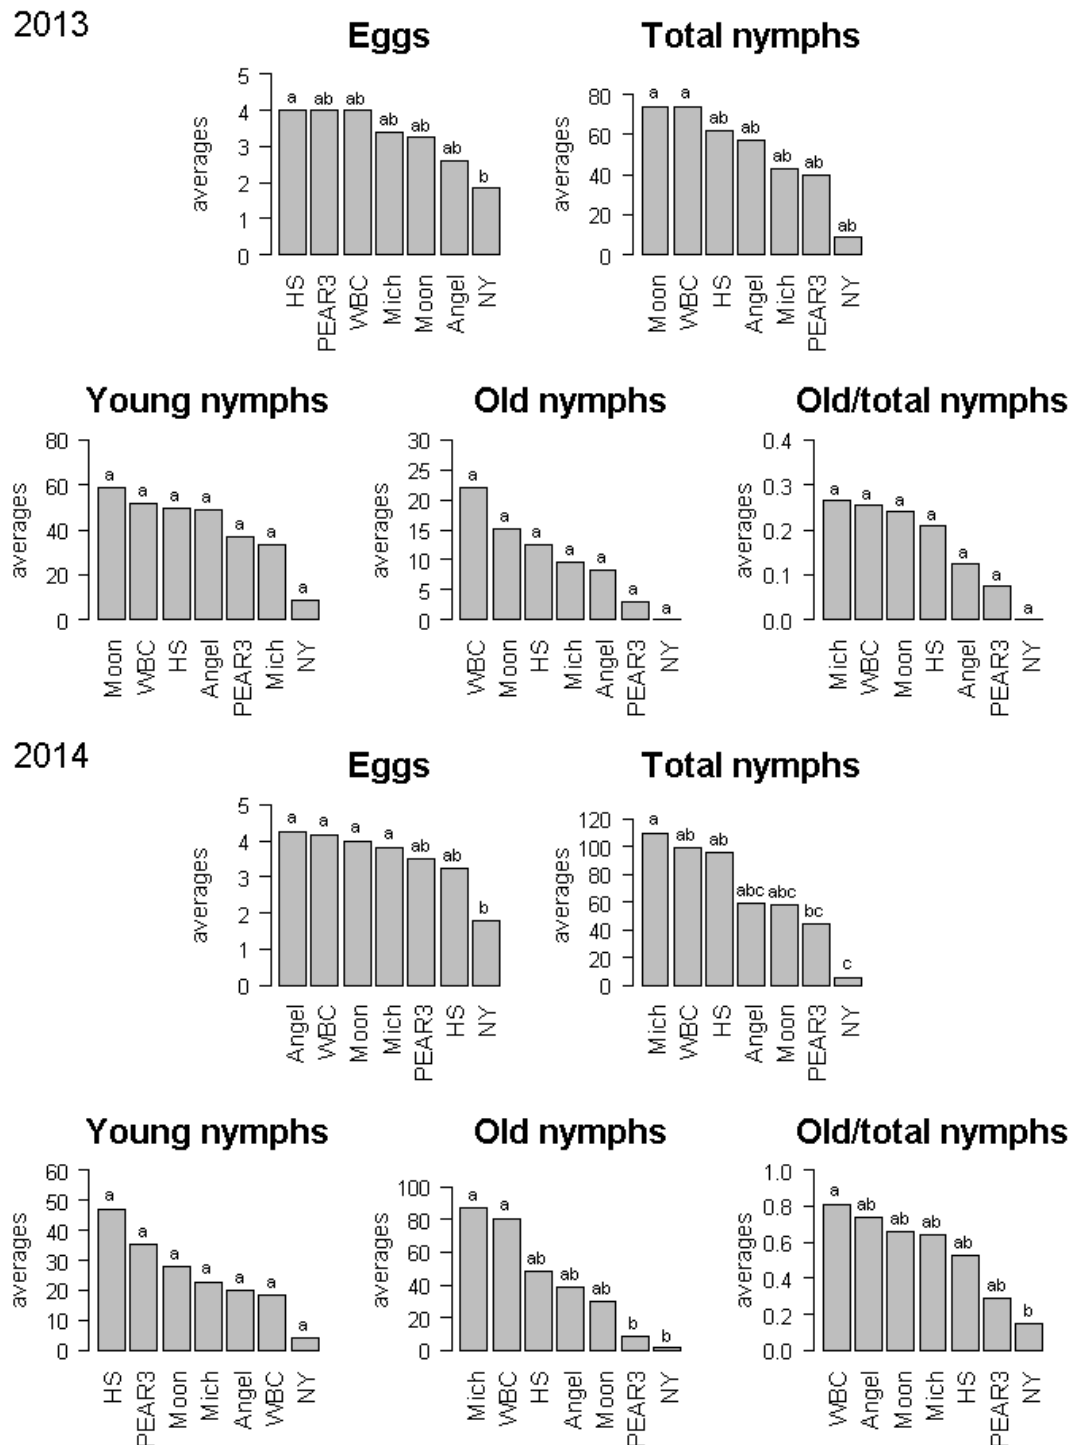 2013
Eggs
Total nymphs
averages
5
4
3
2
1
0
a ab ab ab ab ab b
HS PEAR3 WBC Mich Moon Angel NY
averages
80
60
40
20
0
a a ab ab ab ab ab
Moon WBC HS Angel Mich PEAR3 NY
Young nymphs
Old nymphs
Old/total nymphs
averages
80
60
40
20
0
a a a a a a a
Moon WBC HS Angel PEAR3 Mich NY
averages
30
25
20
15
10
5
0
a a a a a a a
WBC Moon HS Mich Angel PEAR3 NY
averages
0.4
0.3
0.2
0.1
0.0
a a a a a a a
Mich WBC Moon HS Angel PEAR3 NY
2014
Eggs
Total nymphs
averages
5
4
3
2
1
0
a a a a ab ab b
Angel WBC Moon Mich PEAR3 HS NY
averages
120
100
80
60
40
20
0
a ab ab abc abc bc c
Mich WBC HS Angel Moon PEAR3 NY
Young nymphs
Old nymphs
Old/total nymphs
averages
60
50
40
30
20
10
0
a a a a a a a
HS PEAR3 Moon Mich Angel WBC NY
averages
100
80
60
40
20
0
a a ab ab ab b b
Mich WBC HS Angel Moon PEAR3 NY
averages
1.0
0.8
0.6
0.4
0.2
0.0
a ab ab ab ab ab b
WBC Angel Moon Mich HS PEAR3 NY